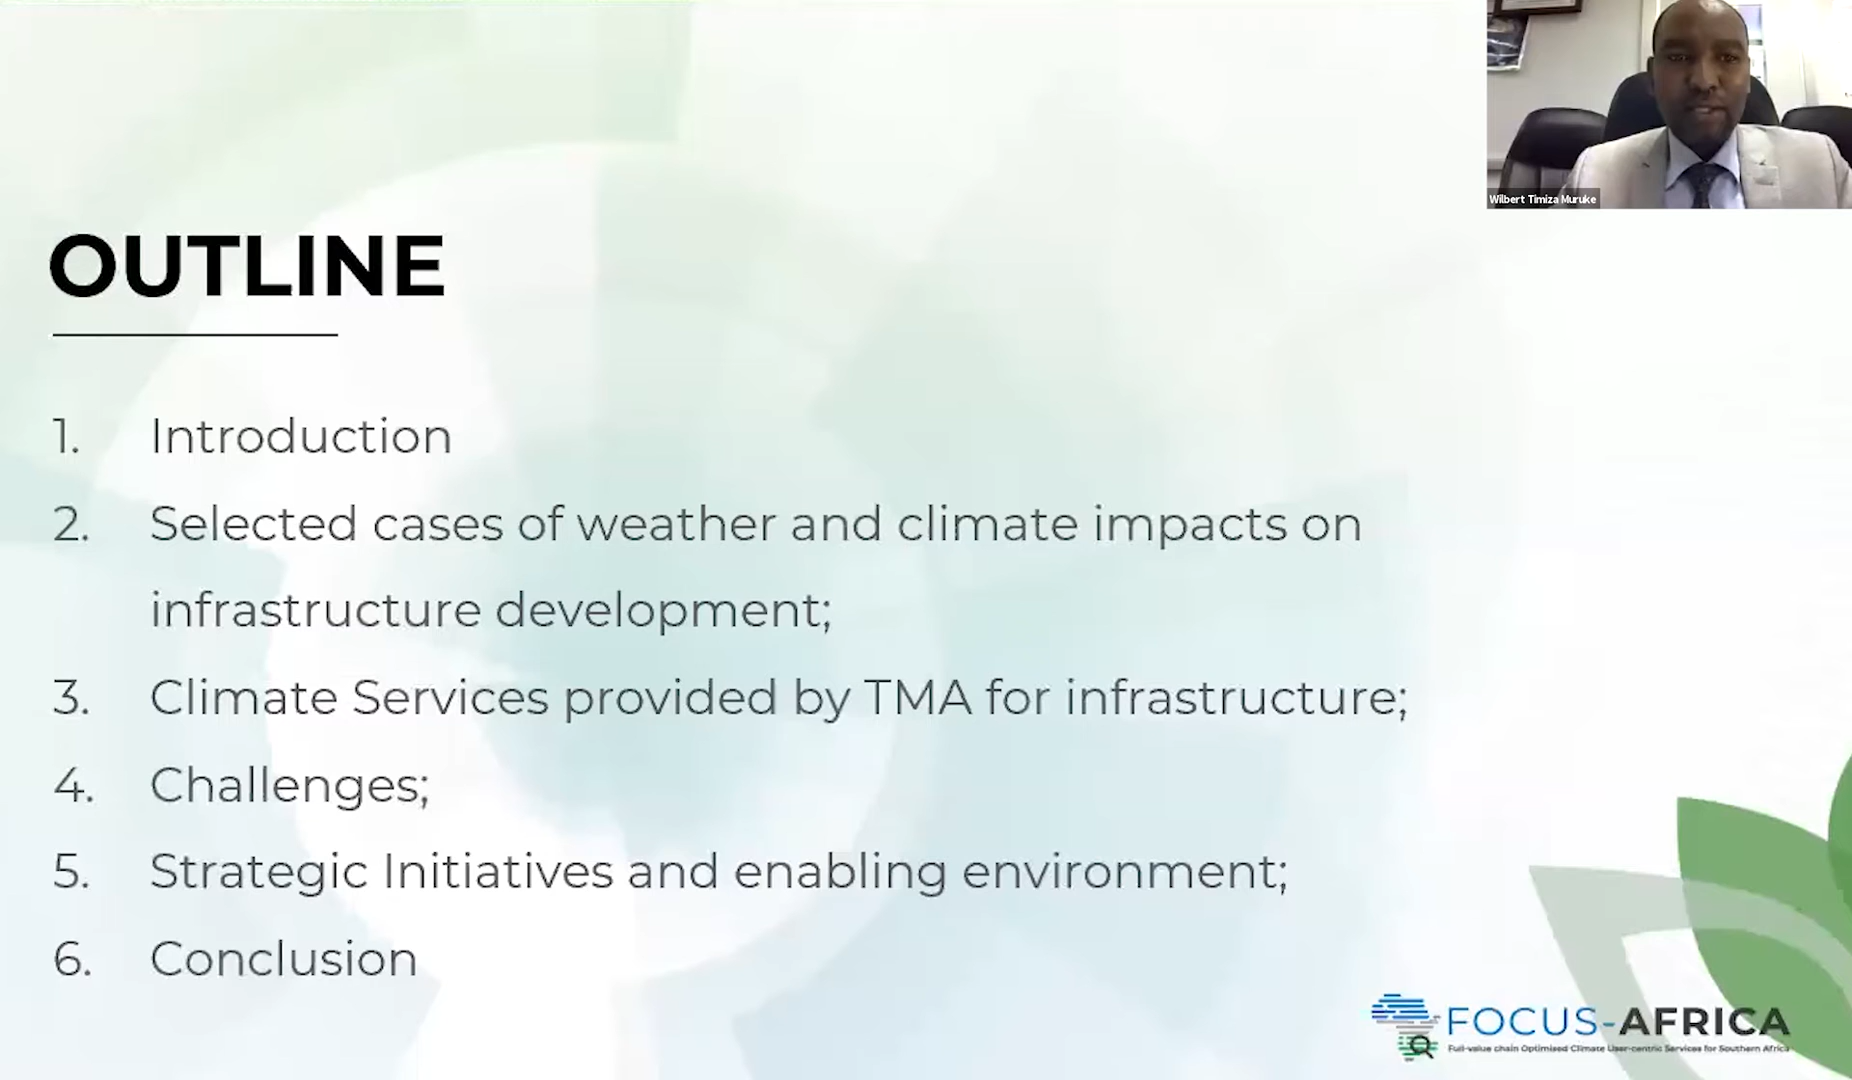 Wilbert Timiza Muruke
OUTLINE
1. Introduction
2. Selected cases of weather and climate impacts on
infrastructure development;
3. Climate Services provided by TMA for infrastructure;
4. Challenges;
5. Strategic Initiatives and enabling environment;
6. Conclusion
FOCUS-AFRICA
Full-value chain Optimised Climate User-centric Services for Southern Africa